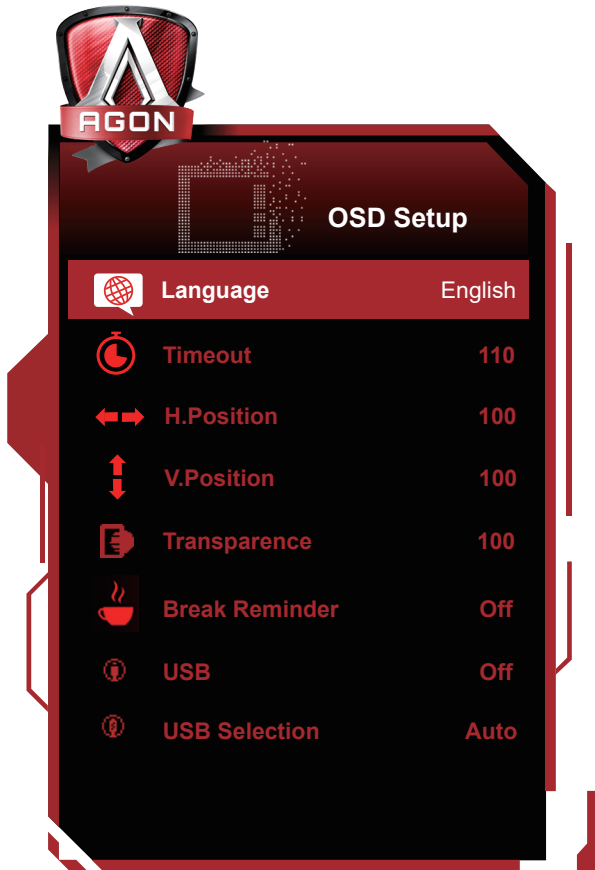 AGON
OSD Setup
Language English
Timeout 110
H.Position 100
V.Position 100
Transparence 100
Break Reminder Off
USB Off
USB Selection Auto